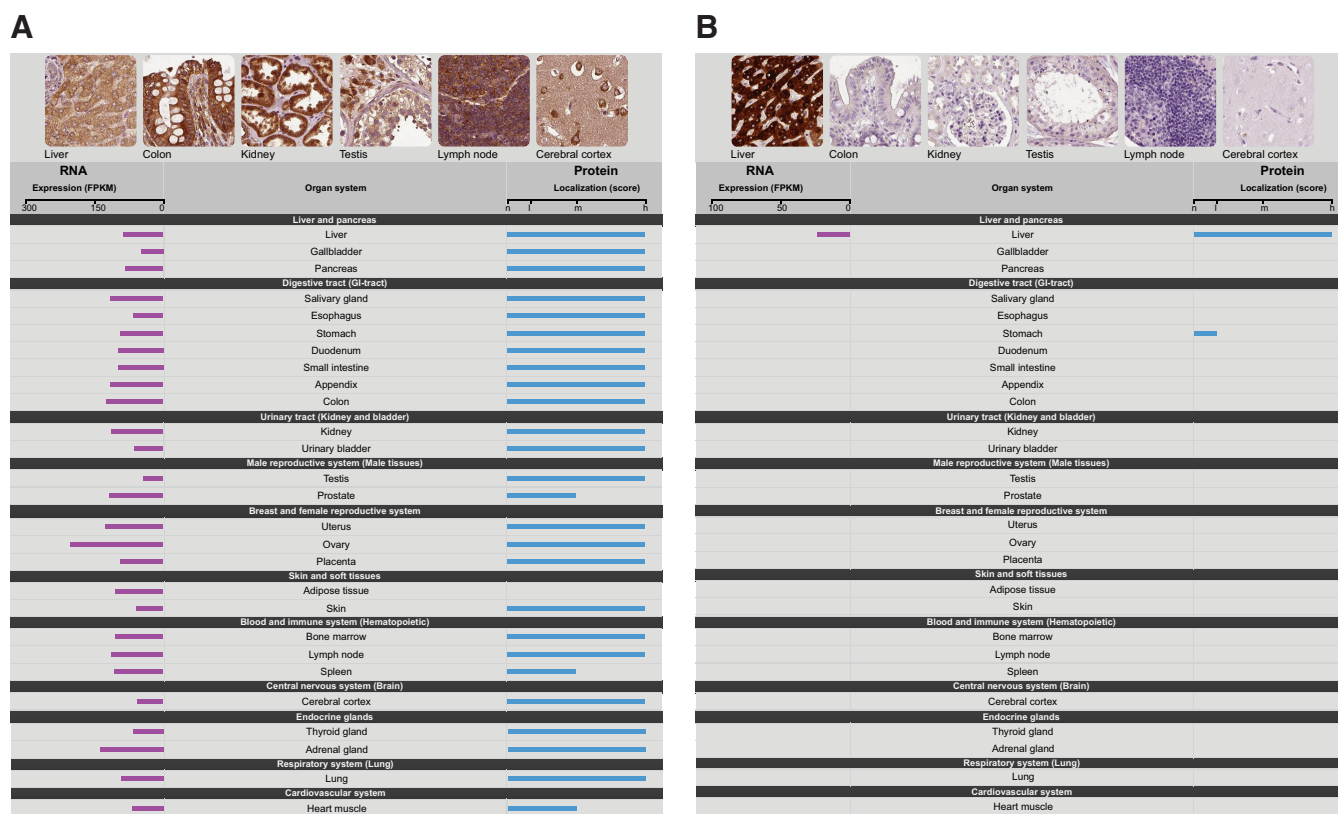 A
Liver Colon Kidney Testis Lymph node Cerebral cortex
RNA Protein
Expression (FPKM) Organ system Localization (score)
300 150 0 n l m h
Liver and pancreas
Liver
Gallbladder
Pancreas
Digestive tract (GI-tract)
Salivary gland
Esophagus
Stomach
Duodenum
Small intestine
Appendix
Colon
Urinary tract (Kidney and bladder)
Kidney
Urinary bladder
Male reproductive system (Male tissues)
Testis
Prostate
Breast and female reproductive system
Uterus
Ovary
Placenta
Skin and soft tissues
Adipose tissue
Skin
Blood and immune system (Hematopoietic)
Bone marrow
Lymph node
Spleen
Central nervous system (Brain)
Cerebral cortex
Endocrine glands
Thyroid gland
Adrenal gland
Respiratory system (Lung)
Lung
Cardiovascular system
Heart muscle
B
Liver Colon Kidney Testis Lymph node Cerebral cortex
RNA Protein
Expression (FPKM) Organ system Localization (score)
100 50 0 n l m h
Liver and pancreas
Liver
Gallbladder
Pancreas
Digestive tract (GI-tract)
Salivary gland
Esophagus
Stomach
Duodenum
Small intestine
Appendix
Colon
Urinary tract (Kidney and bladder)
Kidney
Urinary bladder
Male reproductive system (Male tissues)
Testis
Prostate
Breast and female reproductive system
Uterus
Ovary
Placenta
Skin and soft tissues
Adipose tissue
Skin
Blood and immune system (Hematopoietic)
Bone marrow
Lymph node
Spleen
Central nervous system (Brain)
Cerebral cortex
Endocrine glands
Thyroid gland
Adrenal gland
Respiratory system (Lung)
Lung
Cardiovascular system
Heart muscle